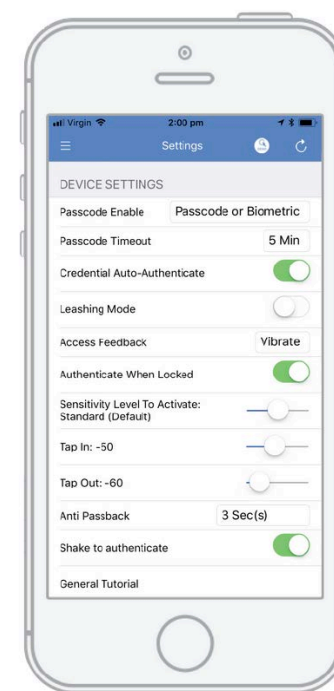 Virgin 2:00 pm
Settings
DEVICE SETTINGS
Passcode Enable Passcode or Biometric
Passcode Timeout 5 Min
Credential Auto-Authenticate
Leashing Mode
Access Feedback Vibrate
Authenticate When Locked
Sensitivity Level To Activate:
Standard (Default)
Tap In: -50
Tap Out: -60
Anti Passback 3 Sec(s)
Shake to authenticate
General Tutorial